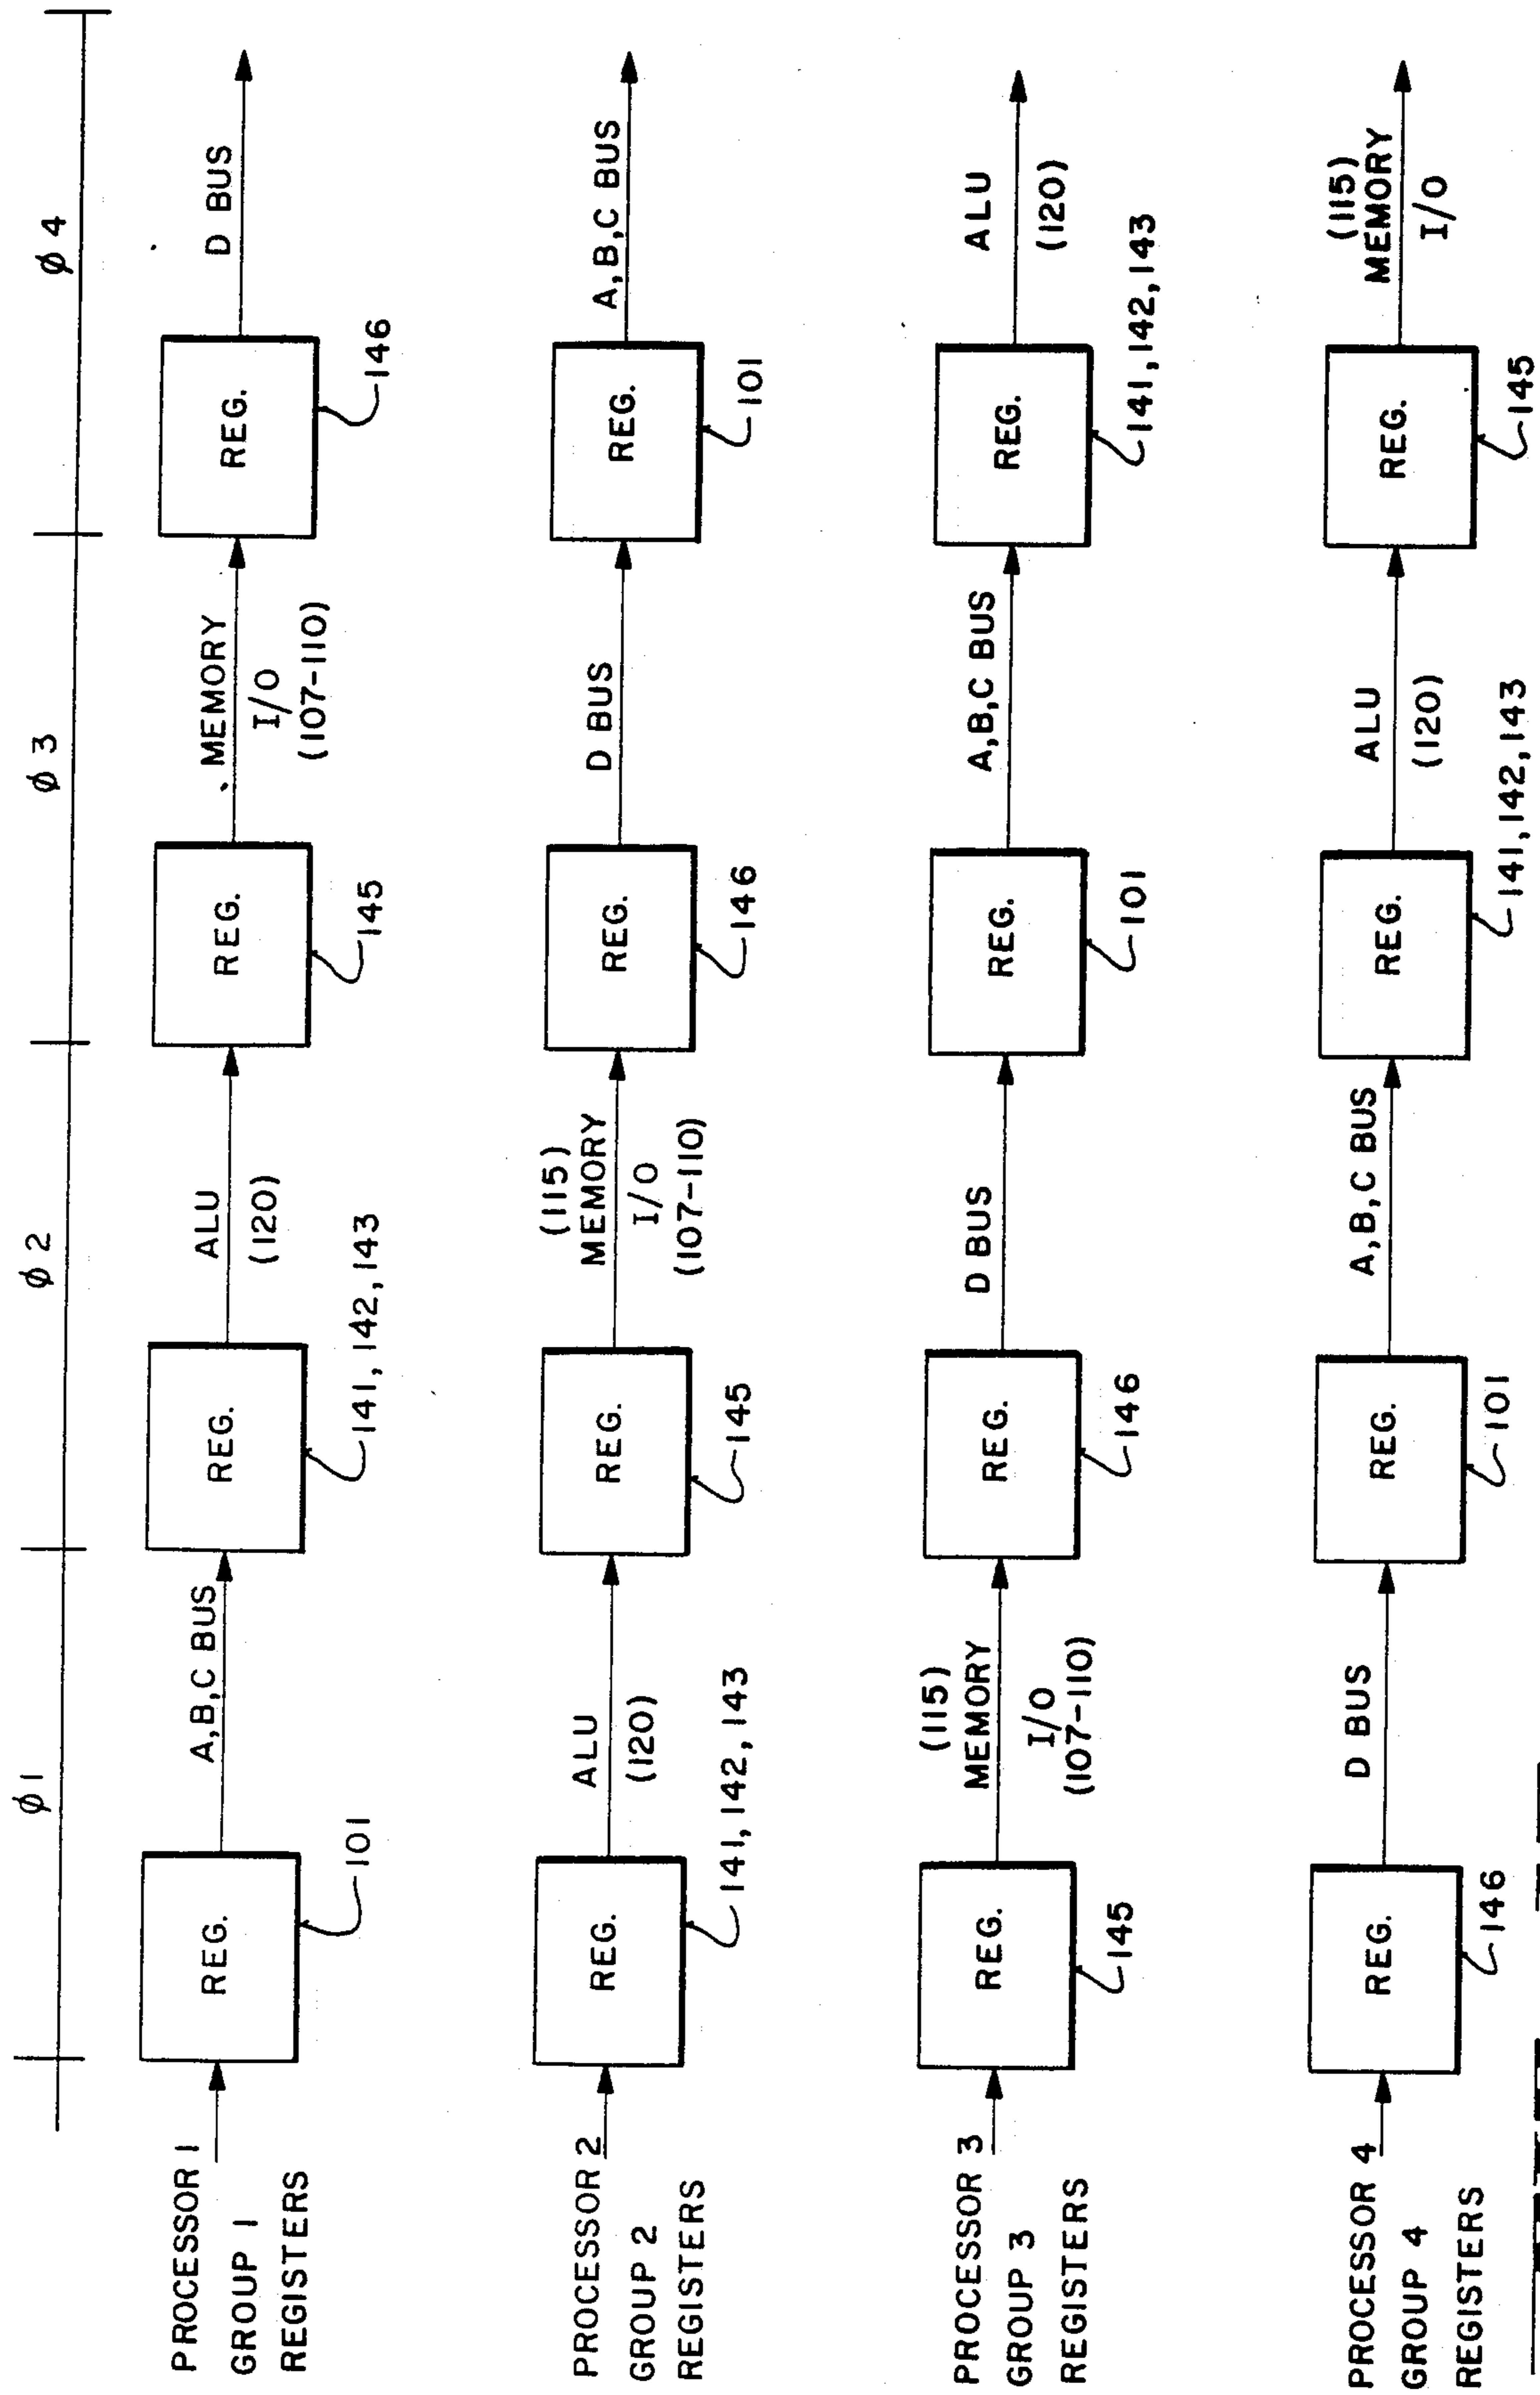 ø 1
ø 2
ø 3
ø 4
PROCESSOR 1
GROUP 1
REGISTERS
REG.
101
A,B,C BUS
REG.
141, 142, 143
ALU
(120)
REG.
145
MEMORY
I/O
(107-110)
REG.
146
D BUS
PROCESSOR 2
GROUP 2
REGISTERS
REG.
141, 142, 143
ALU
(120)
REG.
145
(115)
MEMORY
I/O
(107-110)
REG.
146
D BUS
REG.
101
A,B,C BUS
PROCESSOR 3
GROUP 3
REGISTERS
REG.
145
(115)
MEMORY
I/O
(107-110)
REG.
146
D BUS
REG.
101
A,B,C BUS
REG.
141, 142, 143
ALU
(120)
PROCESSOR 4
GROUP 4
REGISTERS
REG.
146
D BUS
REG.
101
A,B,C BUS
REG.
141, 142, 143
ALU
(120)
REG.
145
(115)
MEMORY
I/O